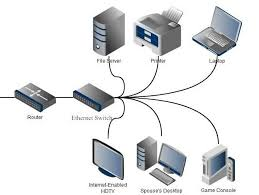 File Server
Printer
Laptop
Router
Ethernet Switch
Internet-Enabled
HDTV
Spouse's Desktop
Game Console